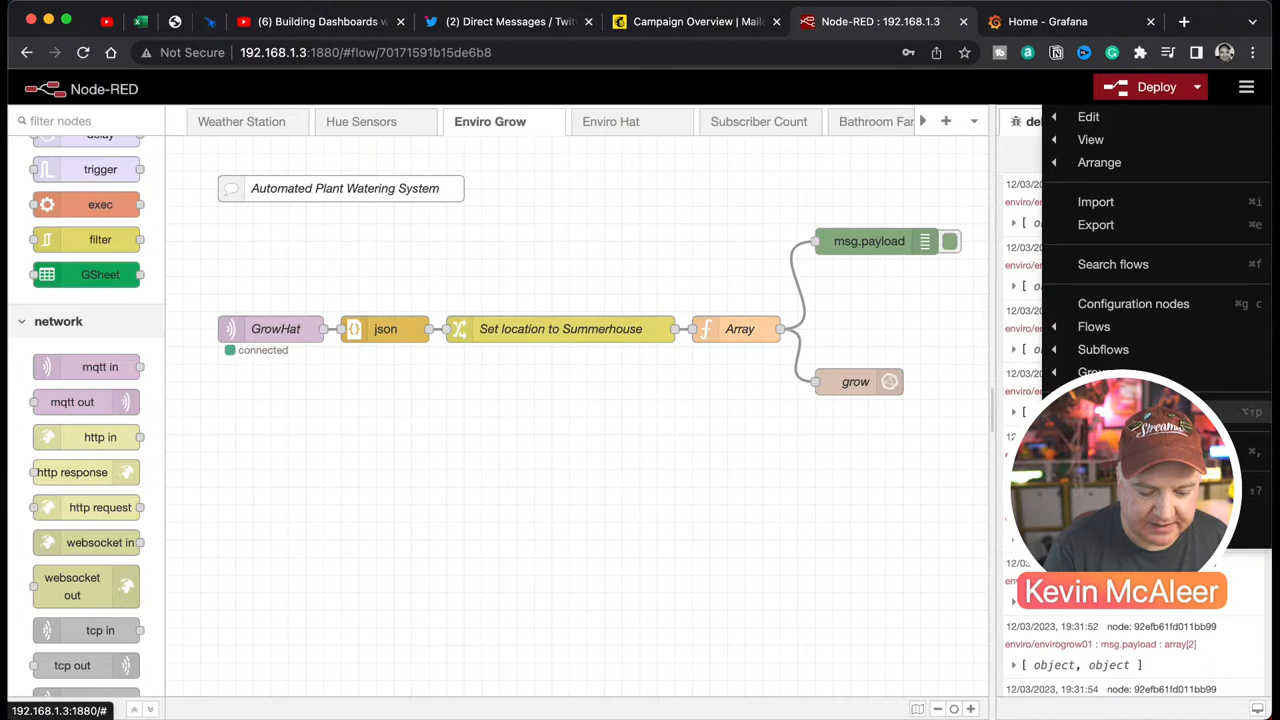 (6) Building Dashboards w
(2) Direct Messages / Twit
Campaign Overview | Mailc
Node-RED : 192.168.1.3
Home - Grafana
Not Secure
192.168.1.3:1880/#flow/70171591b15de6b8
Node-RED
Deploy
filter nodes
Weather Station
Hue Sensors
Enviro Grow
Enviro Hat
Subscriber Count
Bathroom Fan
delay
trigger
exec
filter
GSheet
network
mqtt in
mqtt out
http in
http response
http request
websocket in
websocket
out
tcp in
tcp out
192.168.1.3:1880/#
Automated Plant Watering System
GrowHat
connected
json
Set location to Summerhouse
Array
msg.payload
grow
Edit
View
Arrange
Import ⌘i
Export ⌘e
Search flows ⌘f
Configuration nodes ⌘g c
Flows
Subflows
⌥⇧p
⌘,
⇧?
Streams
Kevin McAleer
12/03/2023, 19:31:52 node: 92efb61fd011bb99
enviro/envirogrow01 : msg.payload : array[2]
[ object, object ]
12/03/2023, 19:31:54 node: 92efb61fd011bb99